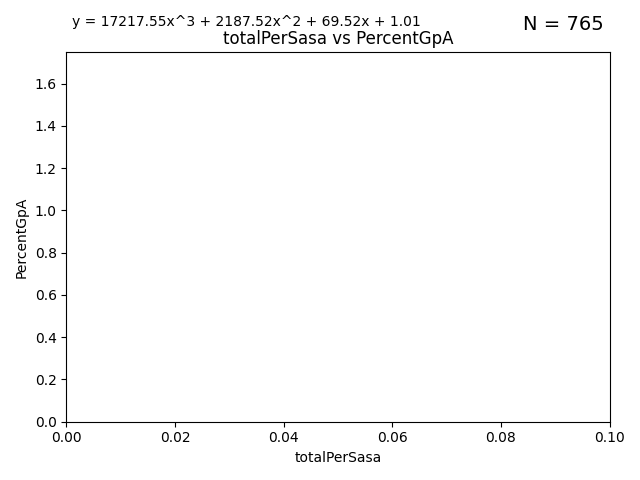 y = 17217.55x^3 + 2187.52x^2 + 69.52x + 1.01
N = 765
totalPerSasa vs PercentGpA
PercentGpA
1.6
1.4
1.2
1.0
0.8
0.6
0.4
0.2
0.0
0.00 0.02 0.04 0.06 0.08 0.10
totalPerSasa